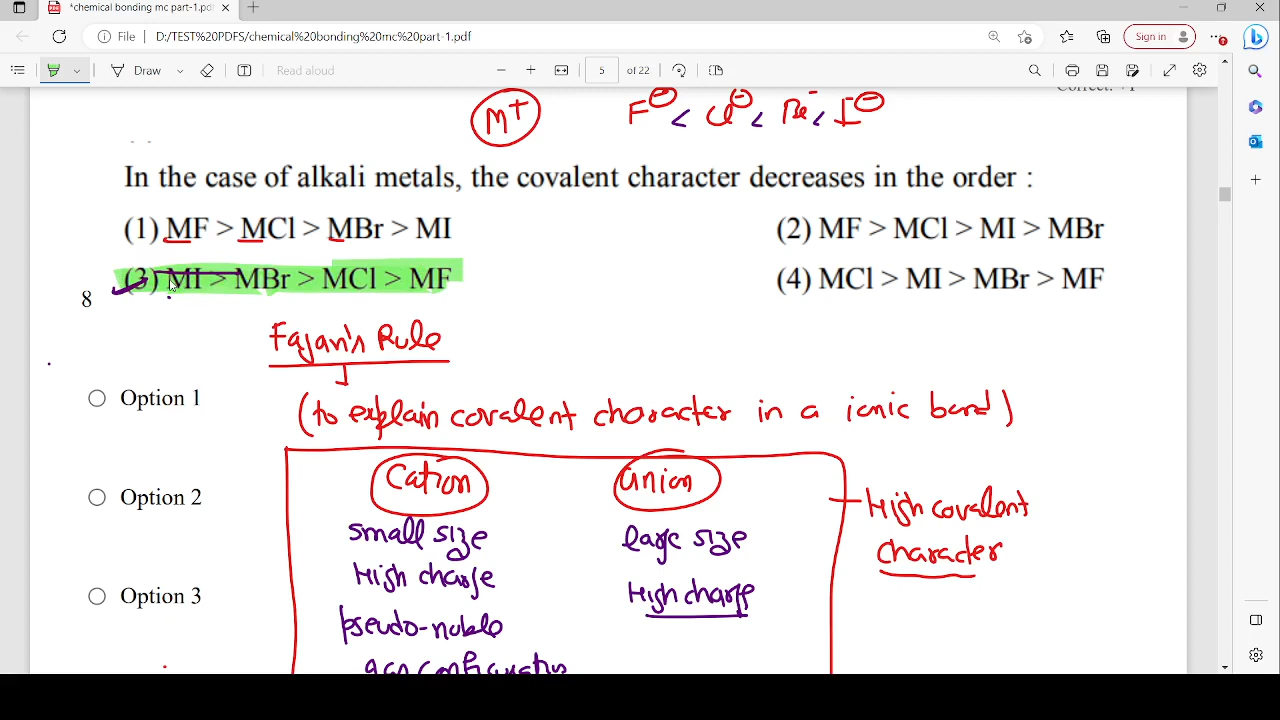 *chemical bonding mc part-1.pdf
File D:/TEST%20PDFS/chemical%20bonding%20mc%20part-1.pdf
Sign in
Draw Read aloud 5 of 22
M+ F⊖ < Cl⊖ < Br- < I⊖
In the case of alkali metals, the covalent character decreases in the order :
(1) MF > MCl > MBr > MI (2) MF > MCl > MI > MBr
(3) MI > MBr > MCl > MF (4) MCl > MI > MBr > MF
8
Fajan's Rule
(to explain covalent character in a ionic bond)
Option 1
Cation anion
High covalent
Option 2
small size large size
character
High charge High charge
Option 3
pseudo-noble
gas configuration